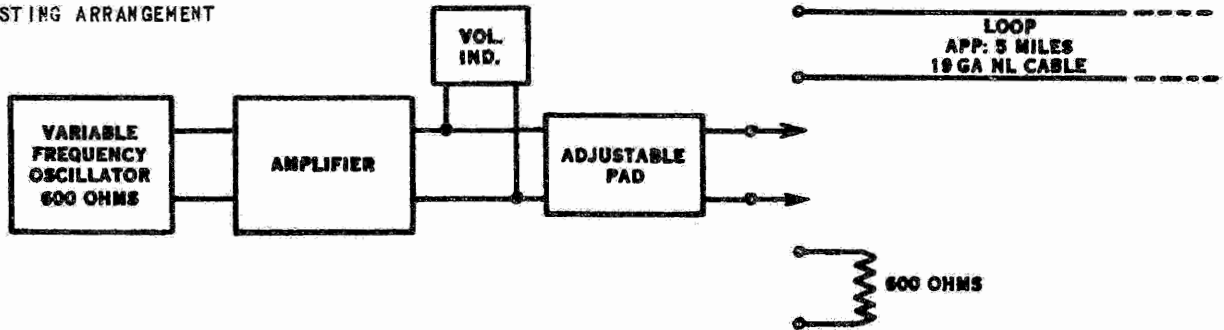 STING ARRANGEMENT
VOL.
IND.
LOOP
APP: 5 MILES
19 GA NL CABLE
VARIABLE
FREQUENCY
OSCILLATOR
600 OHMS
AMPLIFIER
ADJUSTABLE
PAD
600 OHMS